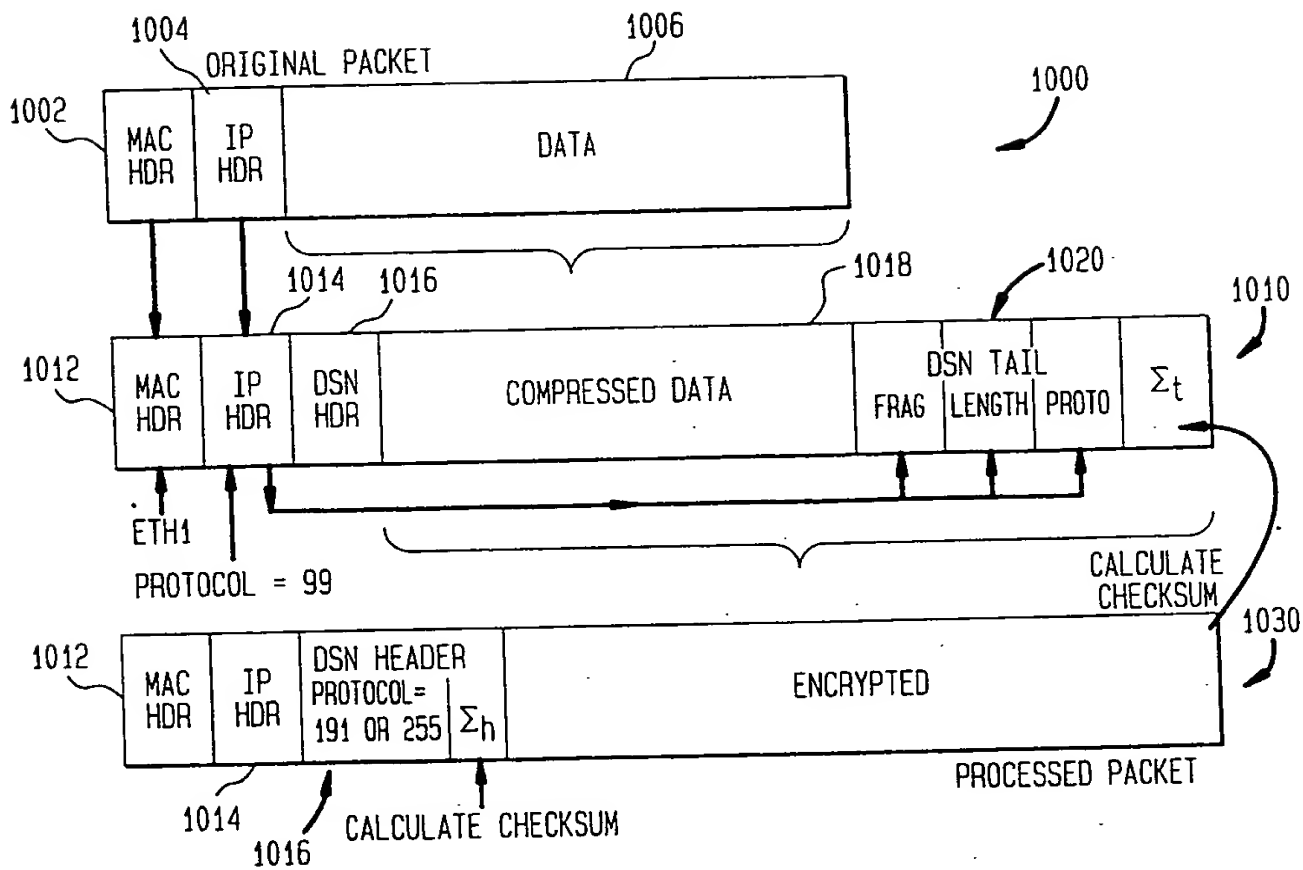 1004
ORIGINAL PACKET
1006
1002
MAC
HDR
IP
HDR
DATA
1000
1014
1016
1018
1020
1010
1012
MAC
HDR
IP
HDR
DSN
HDR
COMPRESSED DATA
DSN TAIL
FRAG
LENGTH
PROTO
Σt
ETH1
PROTOCOL = 99
CALCULATE
CHECKSUM
1030
1012
MAC
HDR
IP
HDR
DSN HEADER
PROTOCOL=
191 OR 255
Σh
ENCRYPTED
PROCESSED PACKET
1014
1016
CALCULATE CHECKSUM